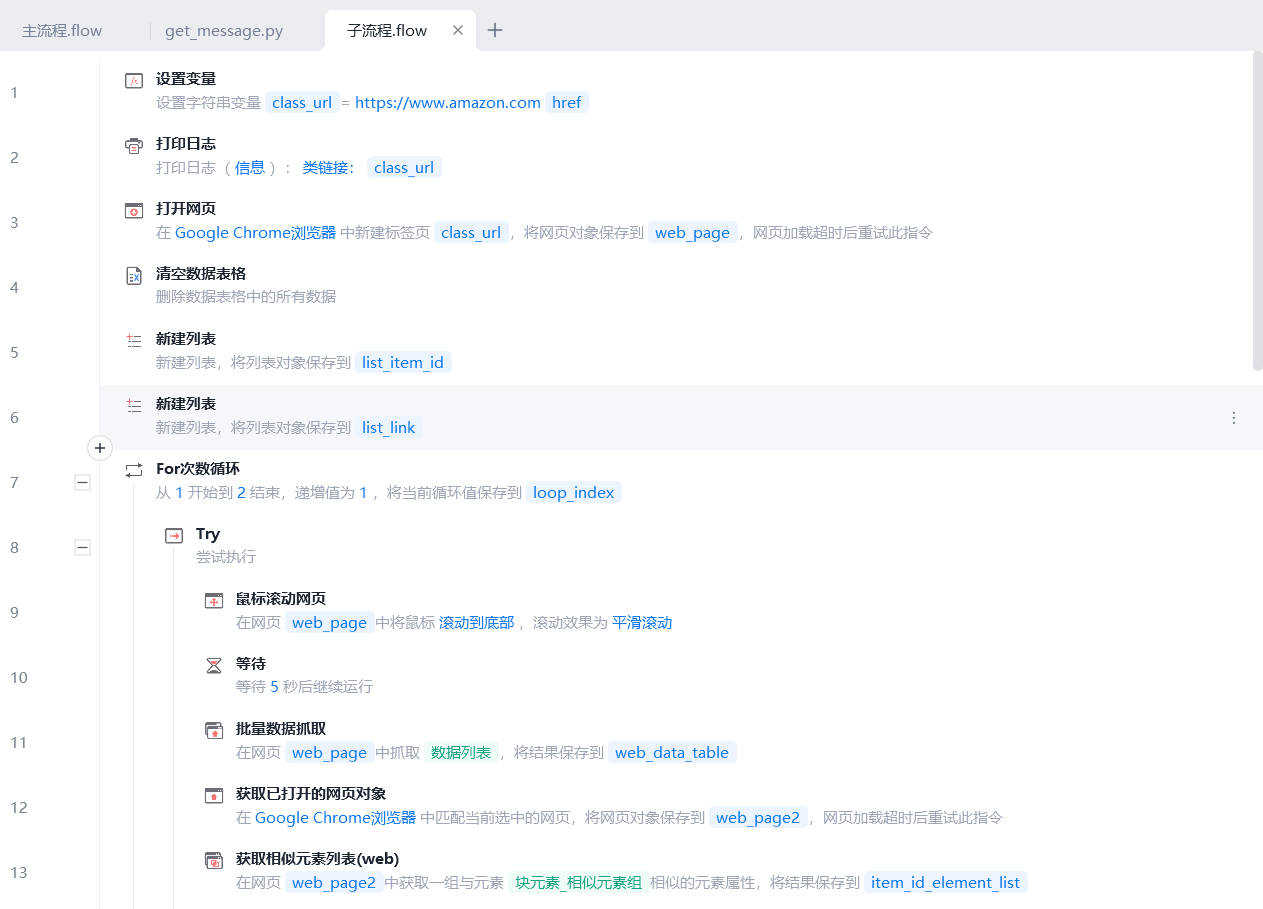 主流程.flow get_message.py 子流程.flow
1 设置变量
设置字符串变量 class_url = https://www.amazon.com href
2 打印日志
打印日志（信息）： 类链接： class_url
3 打开网页
在 Google Chrome浏览器 中新建标签页 class_url ，将网页对象保存到 web_page ，网页加载超时后重试此指令
4 清空数据表格
删除数据表格中的所有数据
5 新建列表
新建列表，将列表对象保存到 list_item_id
6 新建列表
新建列表，将列表对象保存到 list_link
7 For次数循环
从 1 开始到 2 结束，递增值为 1 ，将当前循环值保存到 loop_index
8 Try
尝试执行
9 鼠标滚动网页
在网页 web_page 中将鼠标 滚动到底部 ，滚动效果为 平滑滚动
10 等待
等待 5 秒后继续运行
11 批量数据抓取
在网页 web_page 中抓取 数据列表 ，将结果保存到 web_data_table
12 获取已打开的网页对象
在 Google Chrome浏览器 中匹配当前选中的网页，将网页对象保存到 web_page2 ，网页加载超时后重试此指令
13 获取相似元素列表(web)
在网页 web_page2 中获取一组与元素 块元素_相似元素组 相似的元素属性，将结果保存到 item_id_element_list